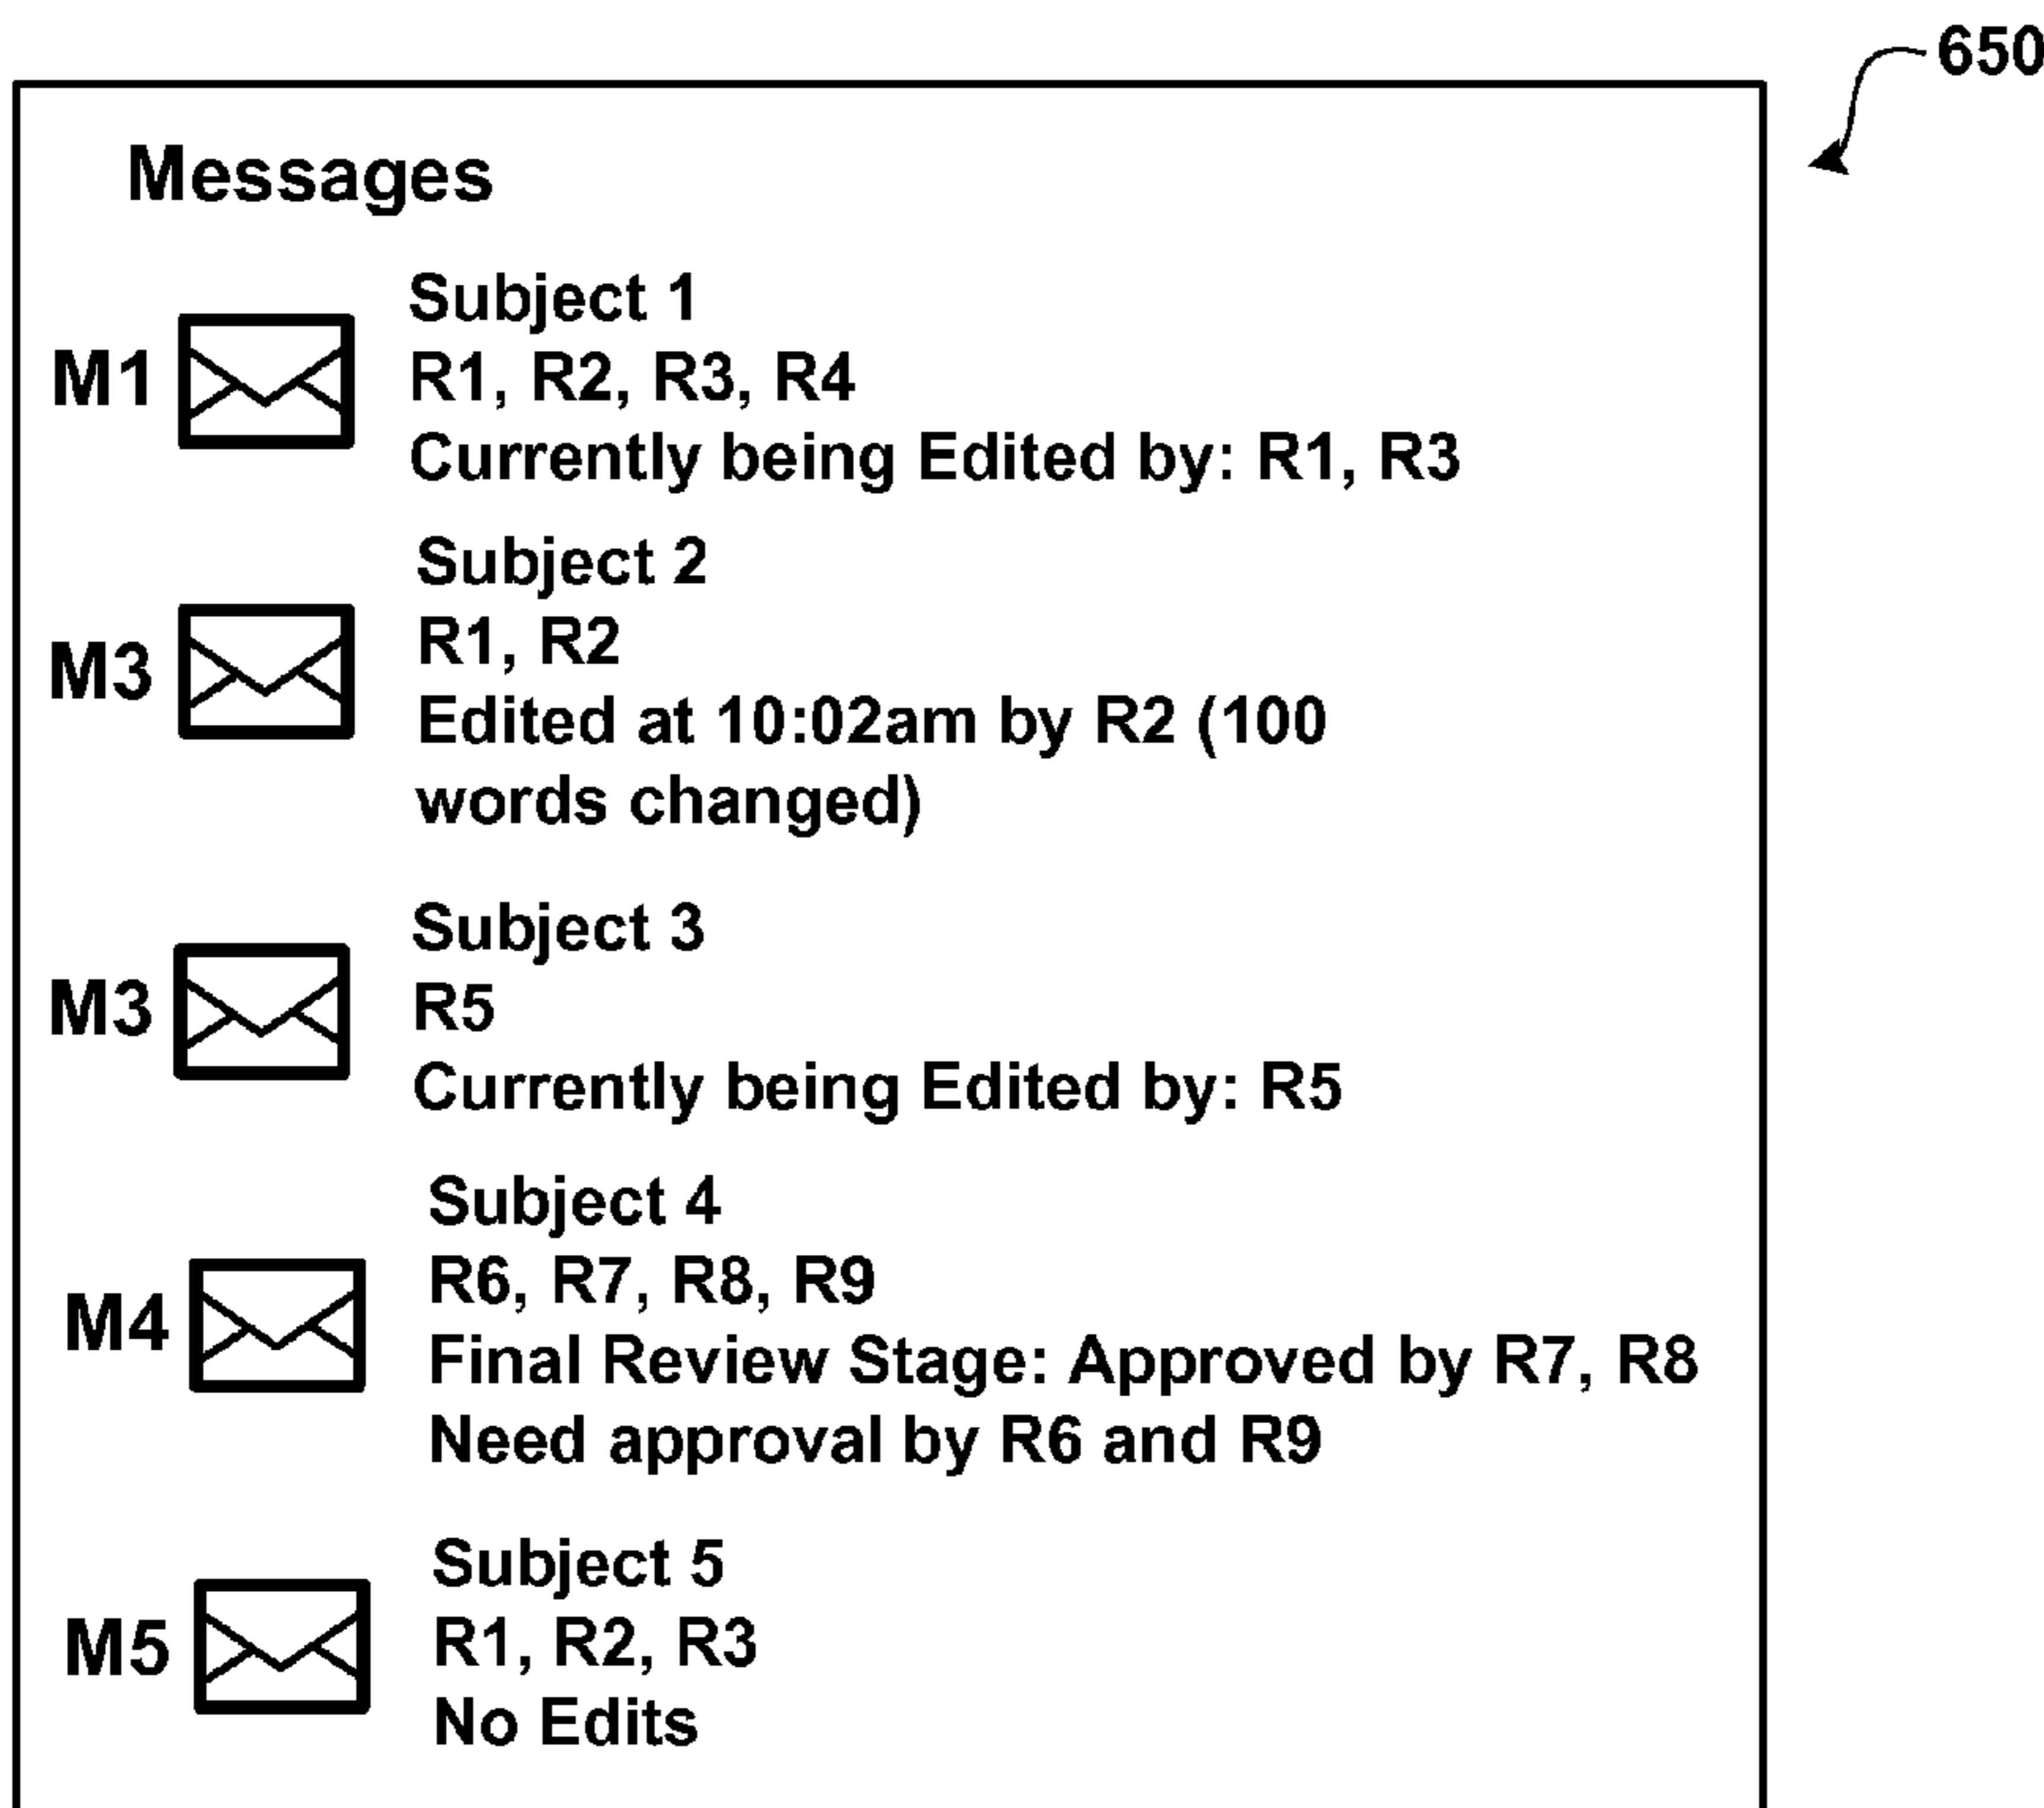 650
Messages
Subject 1
M1 R1, R2, R3, R4
Currently being Edited by: R1, R3
Subject 2
M3 R1, R2
Edited at 10:02am by R2 (100
words changed)
Subject 3
M3 R5
Currently being Edited by: R5
Subject 4
R6, R7, R8, R9
M4 Final Review Stage: Approved by R7, R8
Need approval by R6 and R9
Subject 5
M5 R1, R2, R3
No Edits